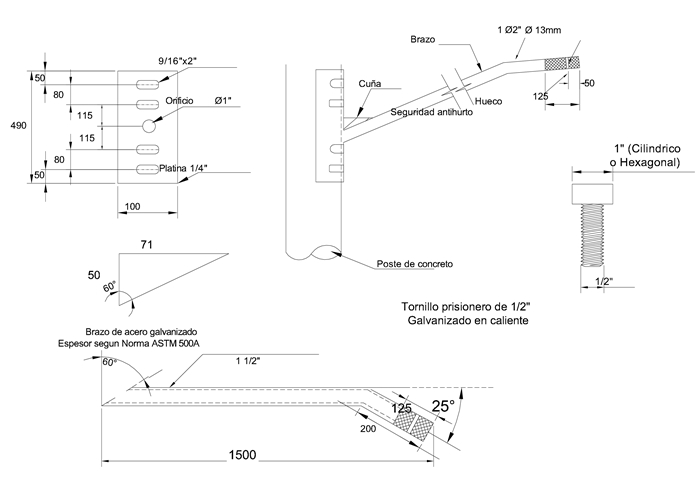 9/16"x2"
50
80
Orificio
Ø1"
115
490
115
80
Platina 1/4"
50
100
1 Ø2" Ø 13mm
Brazo
Cuña
Hueco
Seguridad antihurto
125
50
1" (Cilindrico
o Hexagonal)
1/2"
Poste de concreto
Tornillo prisionero de 1/2"
Galvanizado en caliente
71
50
60°
Brazo de acero galvanizado
Espesor segun Norma ASTM 500A
60°
1 1/2"
125
25°
200
1500